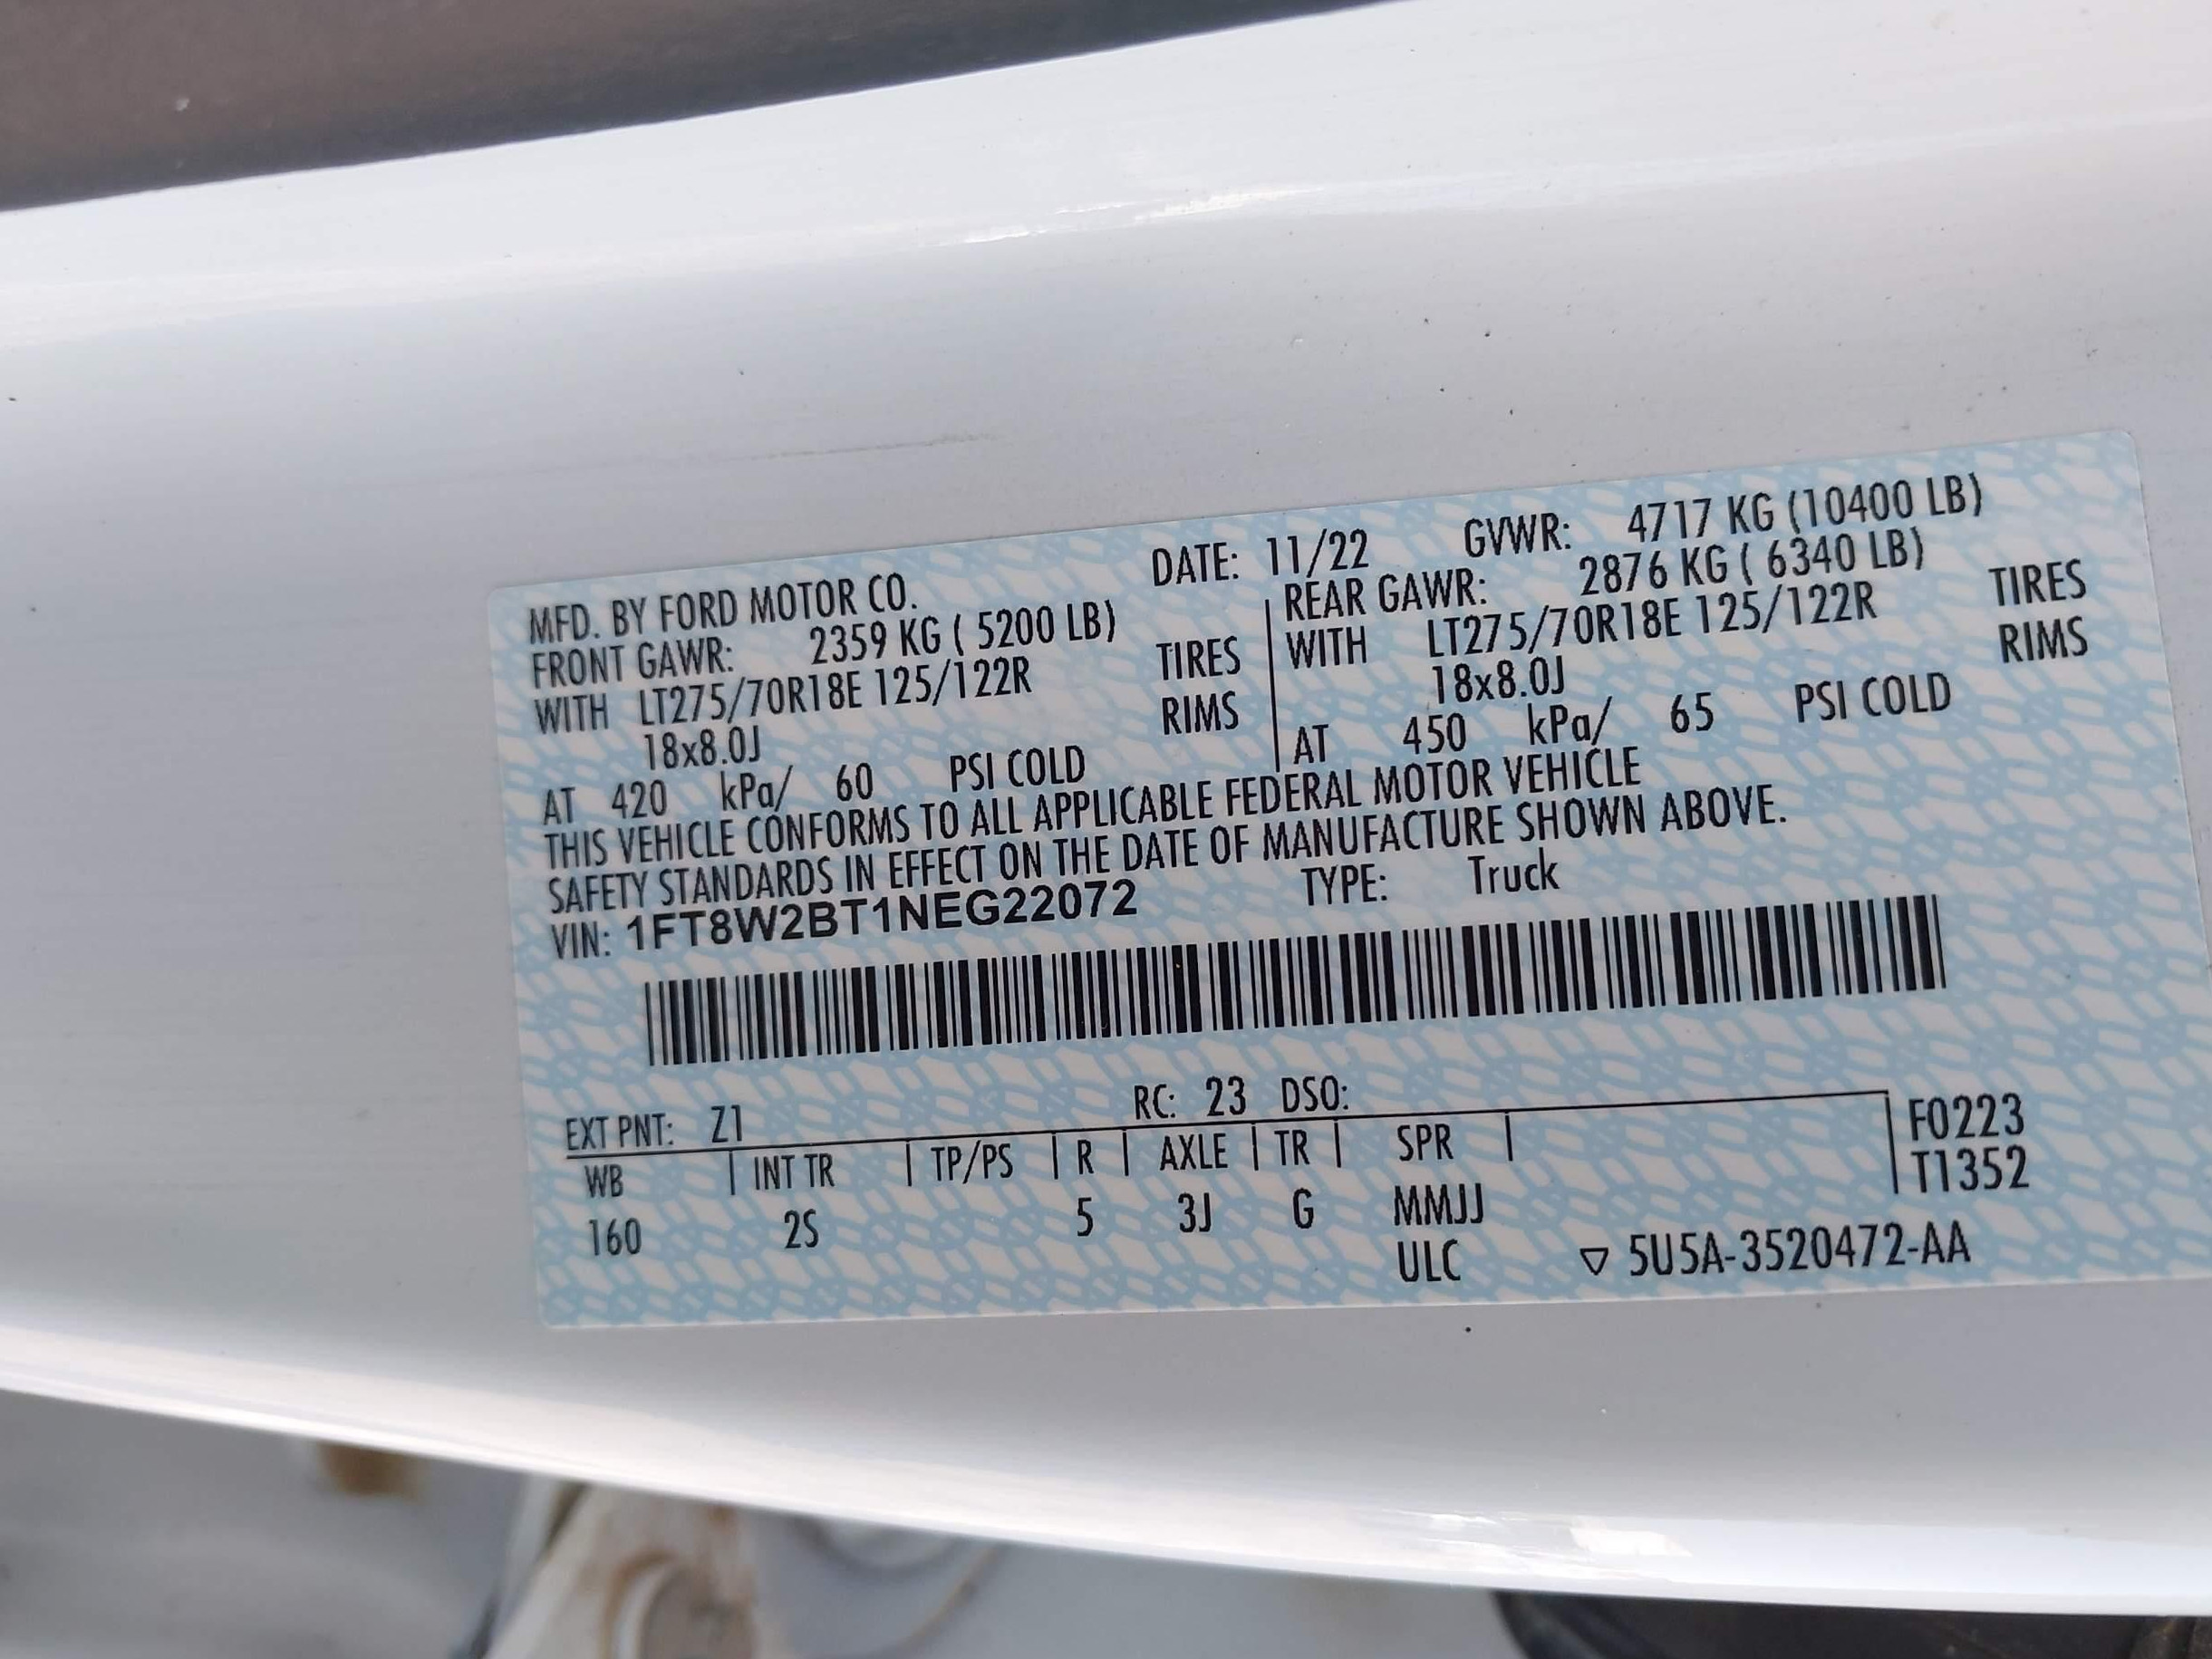 MFD. BY FORD MOTOR CO. DATE: 11/22 GVWR: 4717 KG (10400 LB)
FRONT GAWR: 2359 KG ( 5200 LB) REAR GAWR: 2876 KG ( 6340 LB)
WITH LT275/70R18E 125/122R TIRES WITH LT275/70R18E 125/122R TIRES
18x8.0J RIMS 18x8.0J RIMS
AT 420 kPa/ 60 PSI COLD AT 450 kPa/ 65 PSI COLD
THIS VEHICLE CONFORMS TO ALL APPLICABLE FEDERAL MOTOR VEHICLE
SAFETY STANDARDS IN EFFECT ON THE DATE OF MANUFACTURE SHOWN ABOVE.
VIN: 1FT8W2BT1NEG22072 TYPE: Truck
EXT PNT: Z1 RC: 23 DSO:
WB INT TR TP/PS R AXLE TR SPR F0223
160 2S 5 3J G MMJJ T1352
ULC ▽ 5U5A-3520472-AA